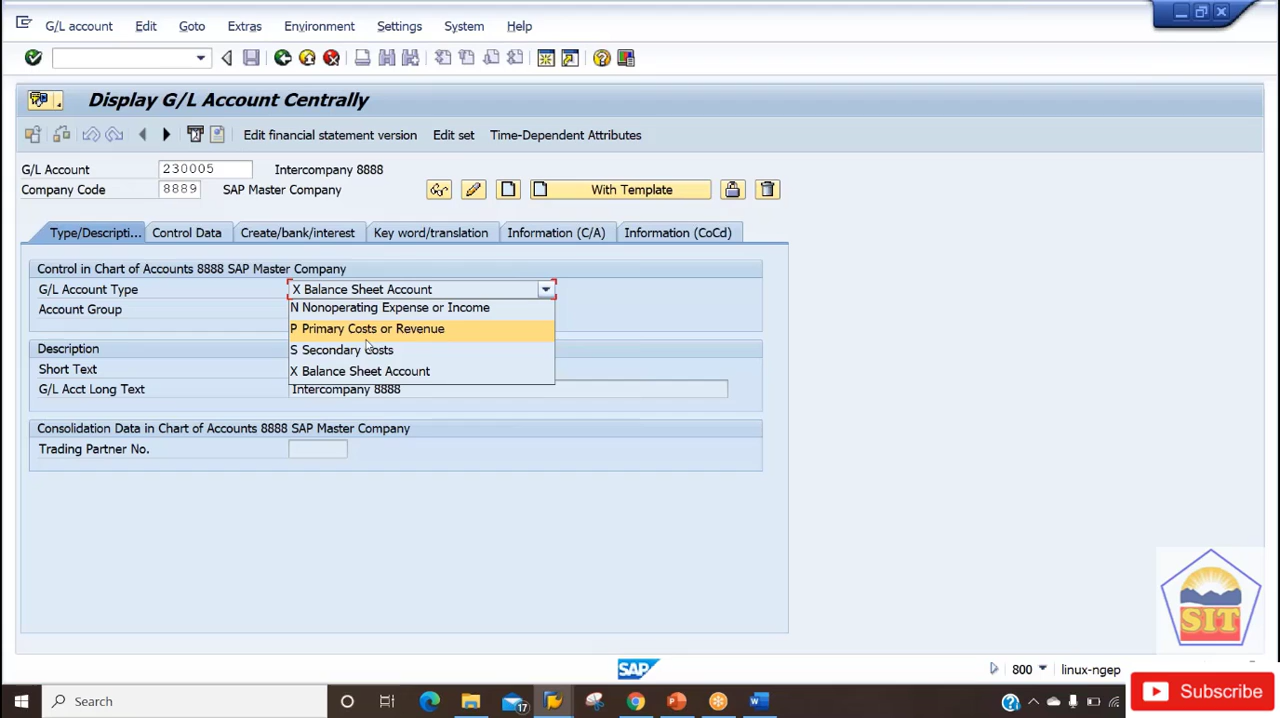 G/L account Edit Goto Extras Environment Settings System Help
Display G/L Account Centrally
Edit financial statement version Edit set Time-Dependent Attributes
G/L Account 230005 Intercompany 8888
Company Code 8889 SAP Master Company With Template
Type/Descripti... Control Data Create/bank/interest Key word/translation Information (C/A) Information (CoCd)
Control in Chart of Accounts 8888 SAP Master Company
G/L Account Type X Balance Sheet Account
Account Group N Nonoperating Expense or Income
P Primary Costs or Revenue
Description S Secondary Costs
Short Text X Balance Sheet Account
G/L Acct Long Text Intercompany 8888
Consolidation Data in Chart of Accounts 8888 SAP Master Company
Trading Partner No.
SIT
SAP 800 linux-ngep
Search 17 Subscribe